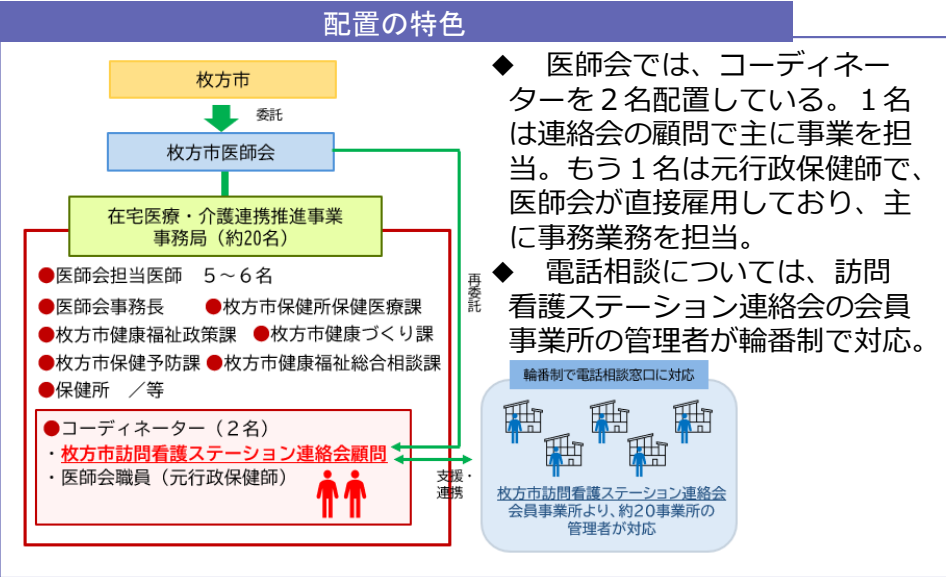 配置の特色
枚方市
委託
枚方市医師会
在宅医療・介護連携推進事業
事務局（約20名）
●医師会担当医師　５～６名
●医師会事務長　●枚方市保健所保健医療課
●枚方市健康福祉政策課　●枚方市健康づくり課
●枚方市保健予防課　●枚方市健康福祉総合相談課
●保健所　／等
●コーディネーター（２名）
・枚方市訪問看護ステーション連絡会顧問
・医師会職員（元行政保健師）
再委託
支援・
連携
◆　医師会では、コーディネー
ターを２名配置している。１名
は連絡会の顧問で主に事業を担
当。もう１名は元行政保健師で、
医師会が直接雇用しており、主
に事務業務を担当。
◆　電話相談については、訪問
看護ステーション連絡会の会員
事業所の管理者が輪番制で対応。
輪番制で電話相談窓口に対応
枚方市訪問看護ステーション連絡会
会員事業所より、約20事業所の
管理者が対応